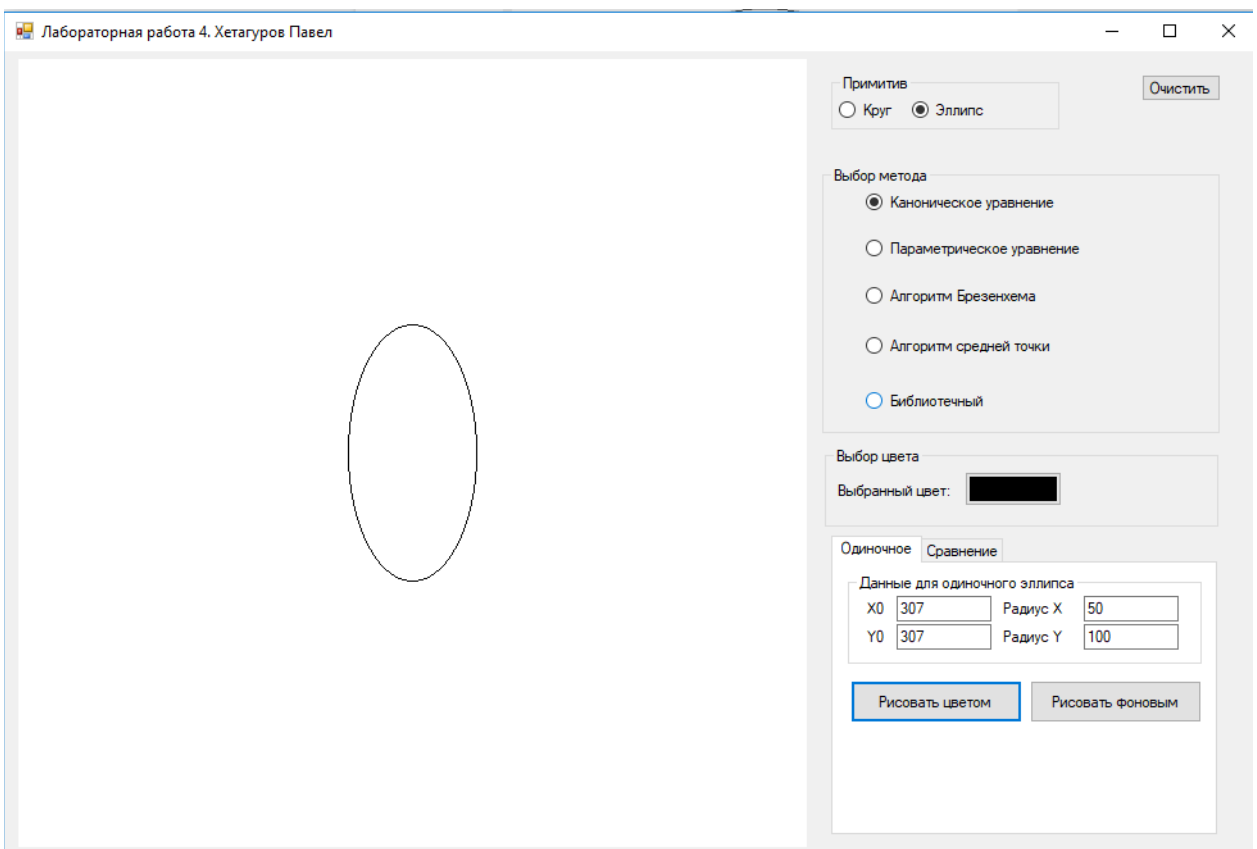 Лабораторная работа 4. Хетагуров Павел
Примитив
Очистить
Круг Эллипс
Выбор метода
Каноническое уравнение
Параметрическое уравнение
Алгоритм Брезенхема
Алгоритм средней точки
Библиотечный
Выбор цвета
Выбранный цвет:
Одиночное Сравнение
Данные для одиночного эллипса
X0 307 Радиус X 50
Y0 307 Радиус Y 100
Рисовать цветом Рисовать фоновым